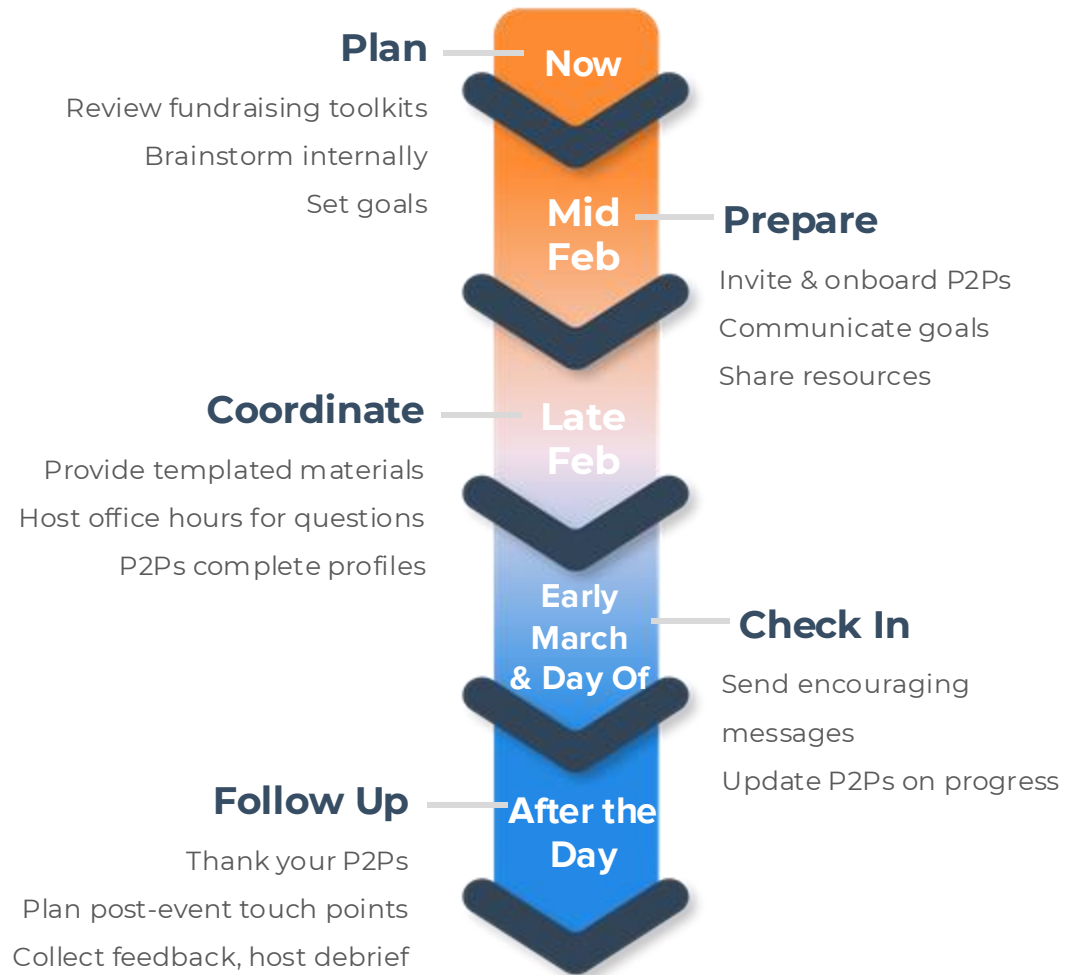 Plan
Now
Review fundraising toolkits
Brainstorm internally
Set goals
Mid
Feb
Prepare
Invite & onboard P2Ps
Communicate goals
Share resources
Coordinate
Late
Feb
Provide templated materials
Host office hours for questions
P2Ps complete profiles
Early
March
& Day Of
Check In
Send encouraging
messages
Update P2Ps on progress
Follow Up
After the
Day
Thank your P2Ps
Plan post-event touch points
Collect feedback, host debrief